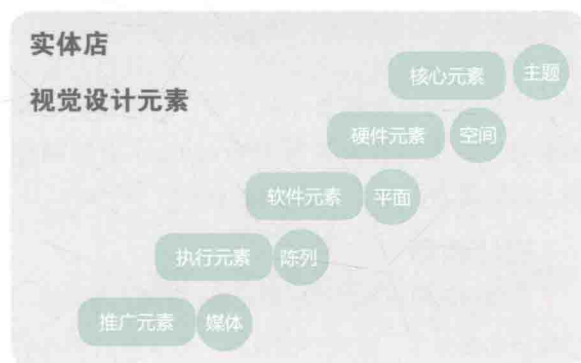 实体店
视觉设计元素
核心元素 主题
硬件元素 空间
软件元素 平面
执行元素 陈列
推广元素 媒体